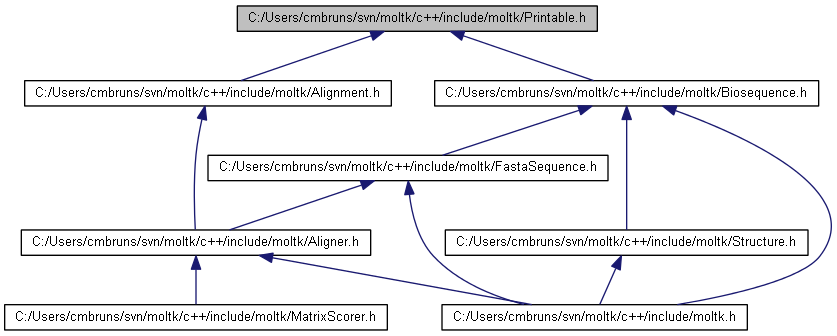 C:/Users/cmbruns/svn/moltk/c++/include/moltk/Printable.h
C:/Users/cmbruns/svn/moltk/c++/include/moltk/Alignment.h
C:/Users/cmbruns/svn/moltk/c++/include/moltk/Biosequence.h
C:/Users/cmbruns/svn/moltk/c++/include/moltk/FastaSequence.h
C:/Users/cmbruns/svn/moltk/c++/include/moltk/Aligner.h
C:/Users/cmbruns/svn/moltk/c++/include/moltk/Structure.h
C:/Users/cmbruns/svn/moltk/c++/include/moltk/MatrixScorer.h
C:/Users/cmbruns/svn/moltk/c++/include/moltk.h